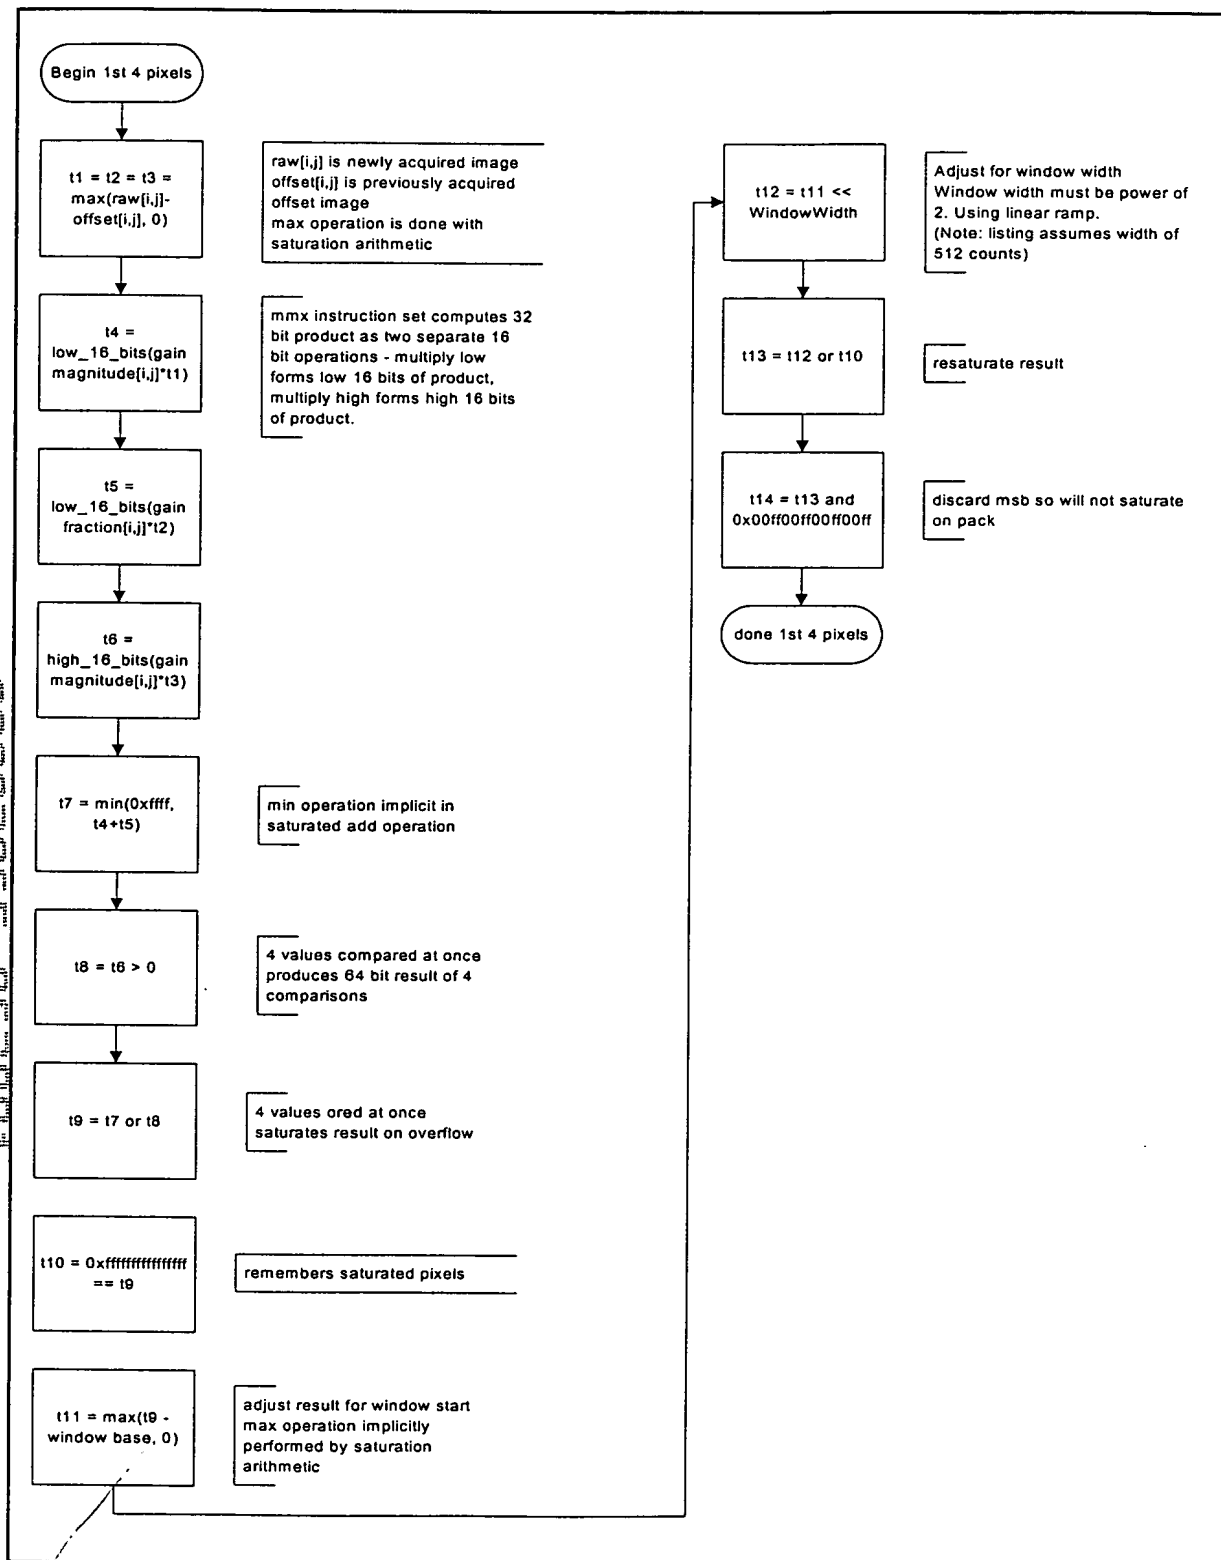 Begin 1st 4 pixels
t1 = t2 = t3 =
max(raw[i,j]-
offset[i,j], 0)
raw[i,j] is newly acquired image
offset[i,j] is previously acquired
offset image
max operation is done with
saturation arithmetic
t4 =
low_16_bits(gain
magnitude[i,j]*t1)
mmx instruction set computes 32
bit product as two separate 16
bit operations - multiply low
forms low 16 bits of product,
multiply high forms high 16 bits
of product.
t5 =
low_16_bits(gain
fraction[i,j]*t2)
t6 =
high_16_bits(gain
magnitude[i,j]*t3)
t7 = min(0xffff,
t4+t5)
min operation implicit in
saturated add operation
t8 = t6 > 0
4 values compared at once
produces 64 bit result of 4
comparisons
t9 = t7 or t8
4 values ored at once
saturates result on overflow
t10 = 0xffffffffffffffff
== t9
remembers saturated pixels
t11 = max(t9 -
window base, 0)
adjust result for window start
max operation implicitly
performed by saturation
arithmetic
t12 = t11 <<
WindowWidth
Adjust for window width
Window width must be power of
2. Using linear ramp.
(Note: listing assumes width of
512 counts)
t13 = t12 or t10
resaturate result
t14 = t13 and
0x00ff00ff00ff00ff
discard msb so will not saturate
on pack
done 1st 4 pixels